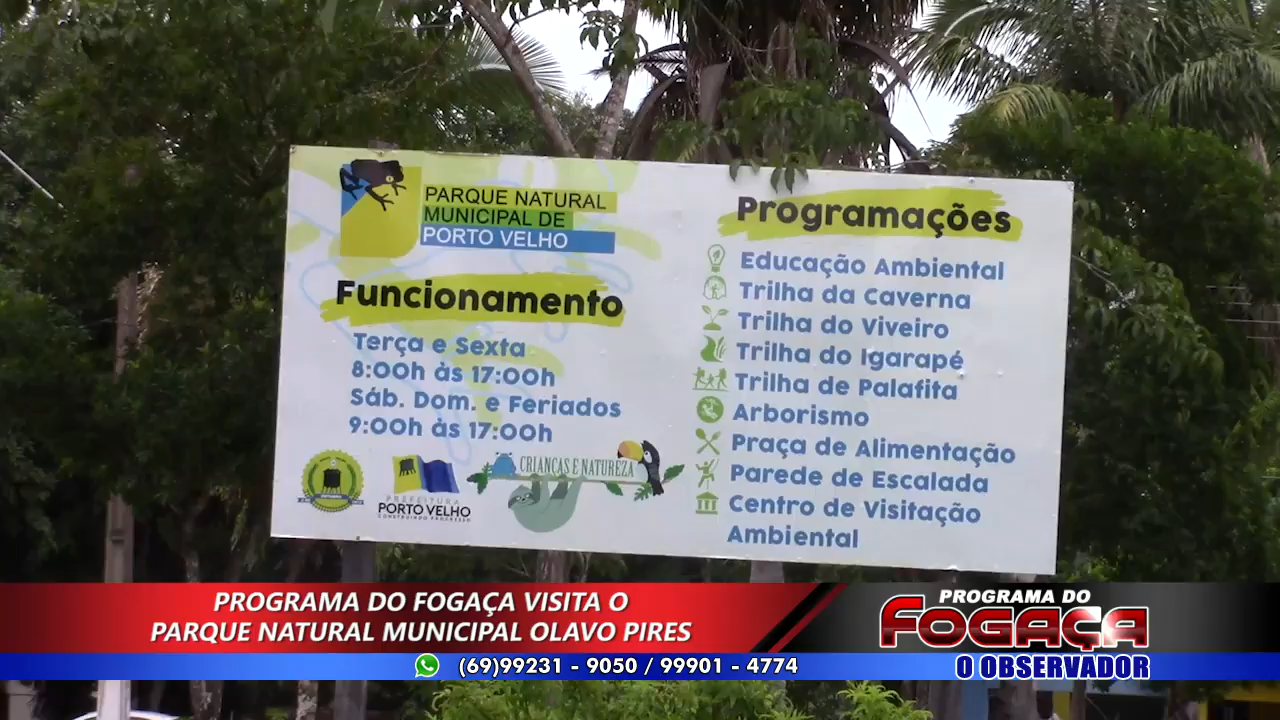 PARQUE NATURAL
MUNICIPAL DE
PORTO VELHO
Funcionamento
Terça e Sexta
8:00h às 17:00h
Sáb. Dom. e Feriados
9:00h às 17:00h
PREFEITURA
PORTO VELHO
CONSTRUINDO PROGRESSO
CRIANÇAS E NATUREZA
Programações
Educação Ambiental
Trilha da Caverna
Trilha do Viveiro
Trilha do Igarapé
Trilha de Palafita
Arborismo
Praça de Alimentação
Parede de Escalada
Centro de Visitação
Ambiental
PROGRAMA DO FOGAÇA VISITA O
PARQUE NATURAL MUNICIPAL OLAVO PIRES
PROGRAMA DO
FOGAÇA
O OBSERVADOR
(69)99231 - 9050 / 99901 - 4774